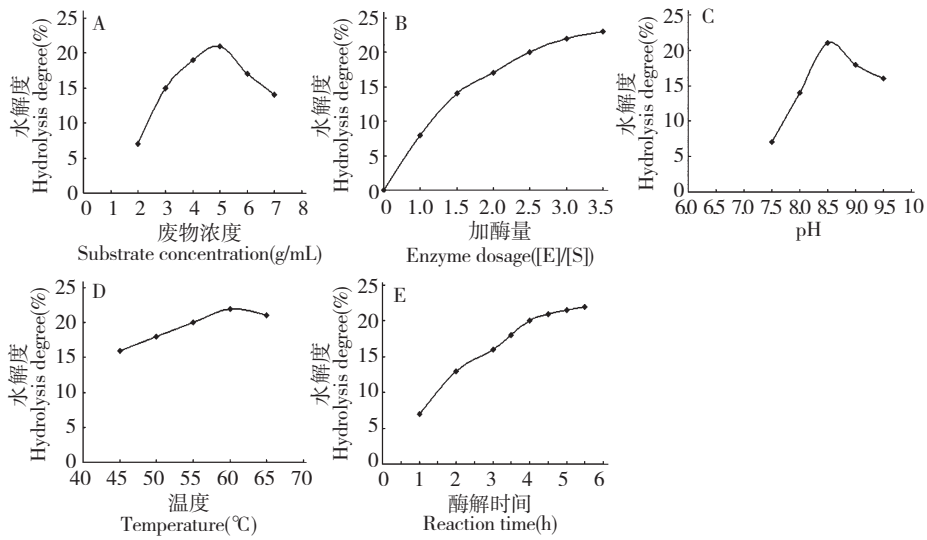 A
水解度
Hydrolysis degree(%)
25
20
15
10
5
0
0 1 2 3 4 5 6 7 8
废物浓度
Substrate concentration(g/mL)
B
水解度
Hydrolysis degree(%)
25
20
15
10
5
0
0 1.0 1.5 2.0 2.5 3.0 3.5
加酶量
Enzyme dosage([E]/[S])
C
水解度
Hydrolysis degree(%)
25
20
15
10
5
0
6.0 6.5 7.0 7.5 8.0 8.5 9.0 9.5 10
pH
D
水解度
Hydrolysis degree(%)
25
20
15
10
5
0
40 45 50 55 60 65 70
温度
Temperature(℃)
E
水解度
Hydrolysis degree(%)
25
20
15
10
5
0
0 1 2 3 4 5 6
酶解时间
Reaction time(h)